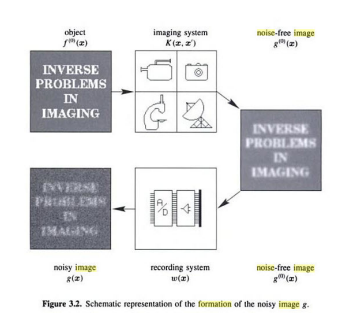 object
f⁽⁰⁾(x)
imaging system
K(x, x′)
noise-free image
g⁽⁰⁾(x)
INVERSE
PROBLEMS
IN
IMAGING
INVERSE
PROBLEMS
IN
IMAGING
INVERSE
PROBLEMS
IN
IMAGING
A/D
noisy image
g(x)
recording system
w(x)
noise-free image
g⁽⁰⁾(x)
Figure 3.2. Schematic representation of the formation of the noisy image g.